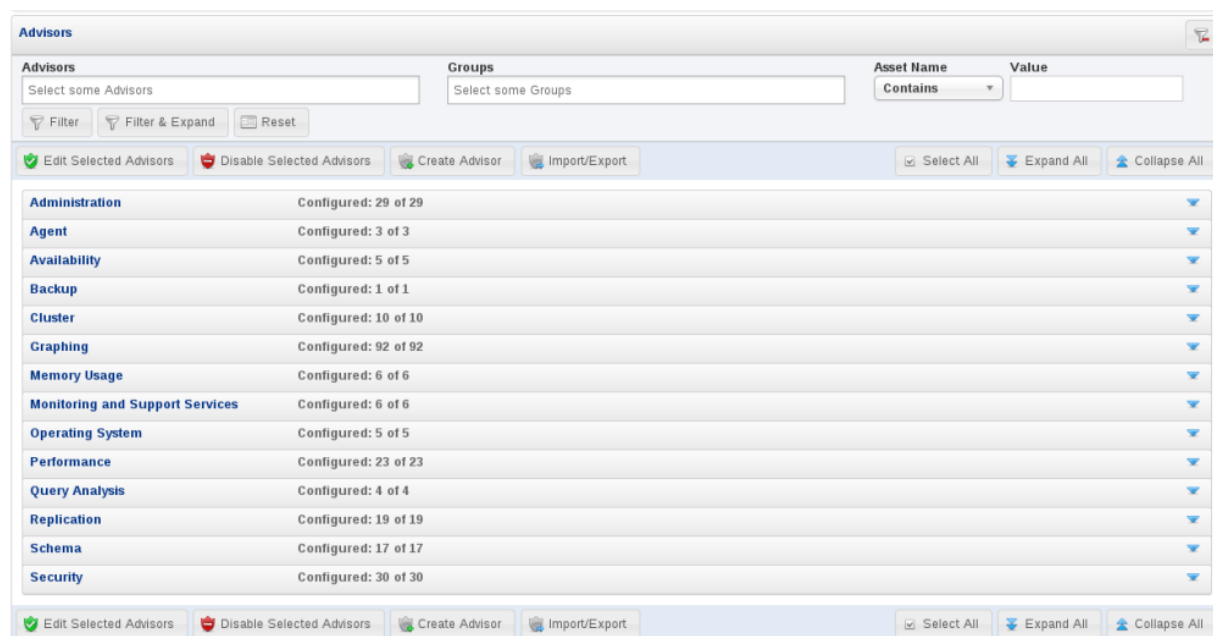 Advisors
Advisors Groups Asset Name Value
Select some Advisors Select some Groups Contains
Filter Filter & Expand Reset
Edit Selected Advisors Disable Selected Advisors Create Advisor Import/Export Select All Expand All Collapse All
Administration Configured: 29 of 29
Agent Configured: 3 of 3
Availability Configured: 5 of 5
Backup Configured: 1 of 1
Cluster Configured: 10 of 10
Graphing Configured: 92 of 92
Memory Usage Configured: 6 of 6
Monitoring and Support Services Configured: 6 of 6
Operating System Configured: 5 of 5
Performance Configured: 23 of 23
Query Analysis Configured: 4 of 4
Replication Configured: 19 of 19
Schema Configured: 17 of 17
Security Configured: 30 of 30
Edit Selected Advisors Disable Selected Advisors Create Advisor Import/Export Select All Expand All Collapse All